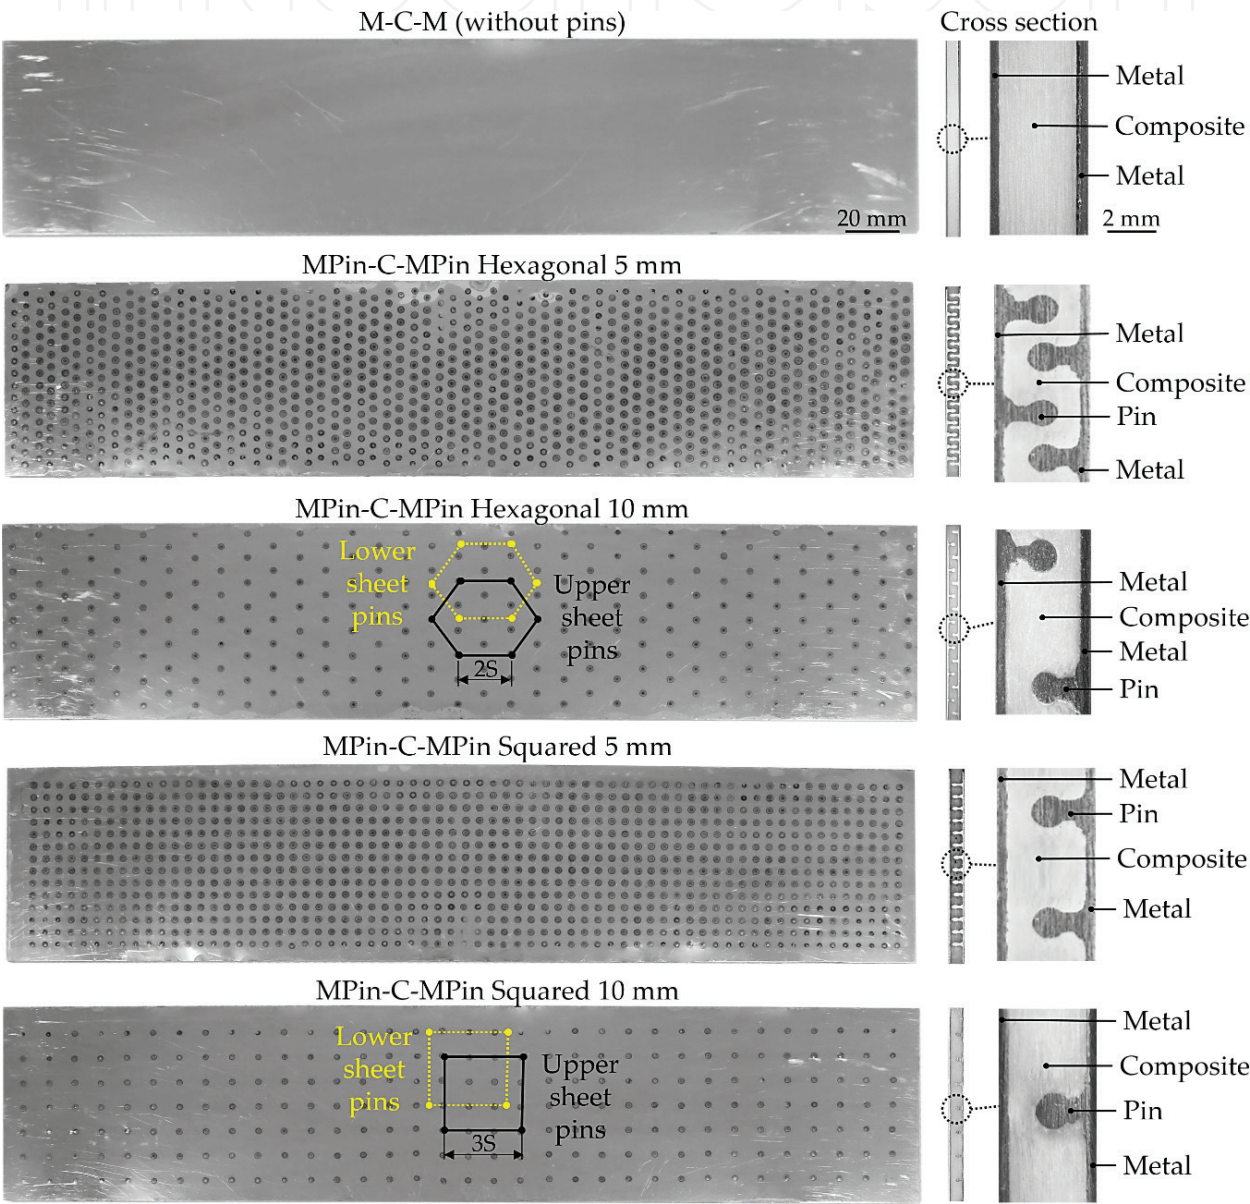 M-C-M (without pins)
Cross section
Metal
Composite
Metal
20 mm
2 mm
MPin-C-MPin Hexagonal 5 mm
Metal
Composite
Pin
Metal
MPin-C-MPin Hexagonal 10 mm
Lower
sheet
pins
Upper
sheet
pins
2S
Metal
Composite
Metal
Pin
MPin-C-MPin Squared 5 mm
Metal
Pin
Composite
Metal
MPin-C-MPin Squared 10 mm
Lower
sheet
pins
Upper
sheet
pins
3S
Metal
Composite
Pin
Metal